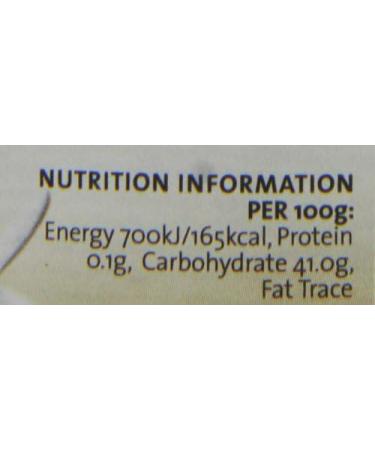 NUTRITION INFORMATION
PER 100g:
Energy 700kJ/165kcal, Protein
0.1g, Carbohydrate 41.0g,
Fat Trace